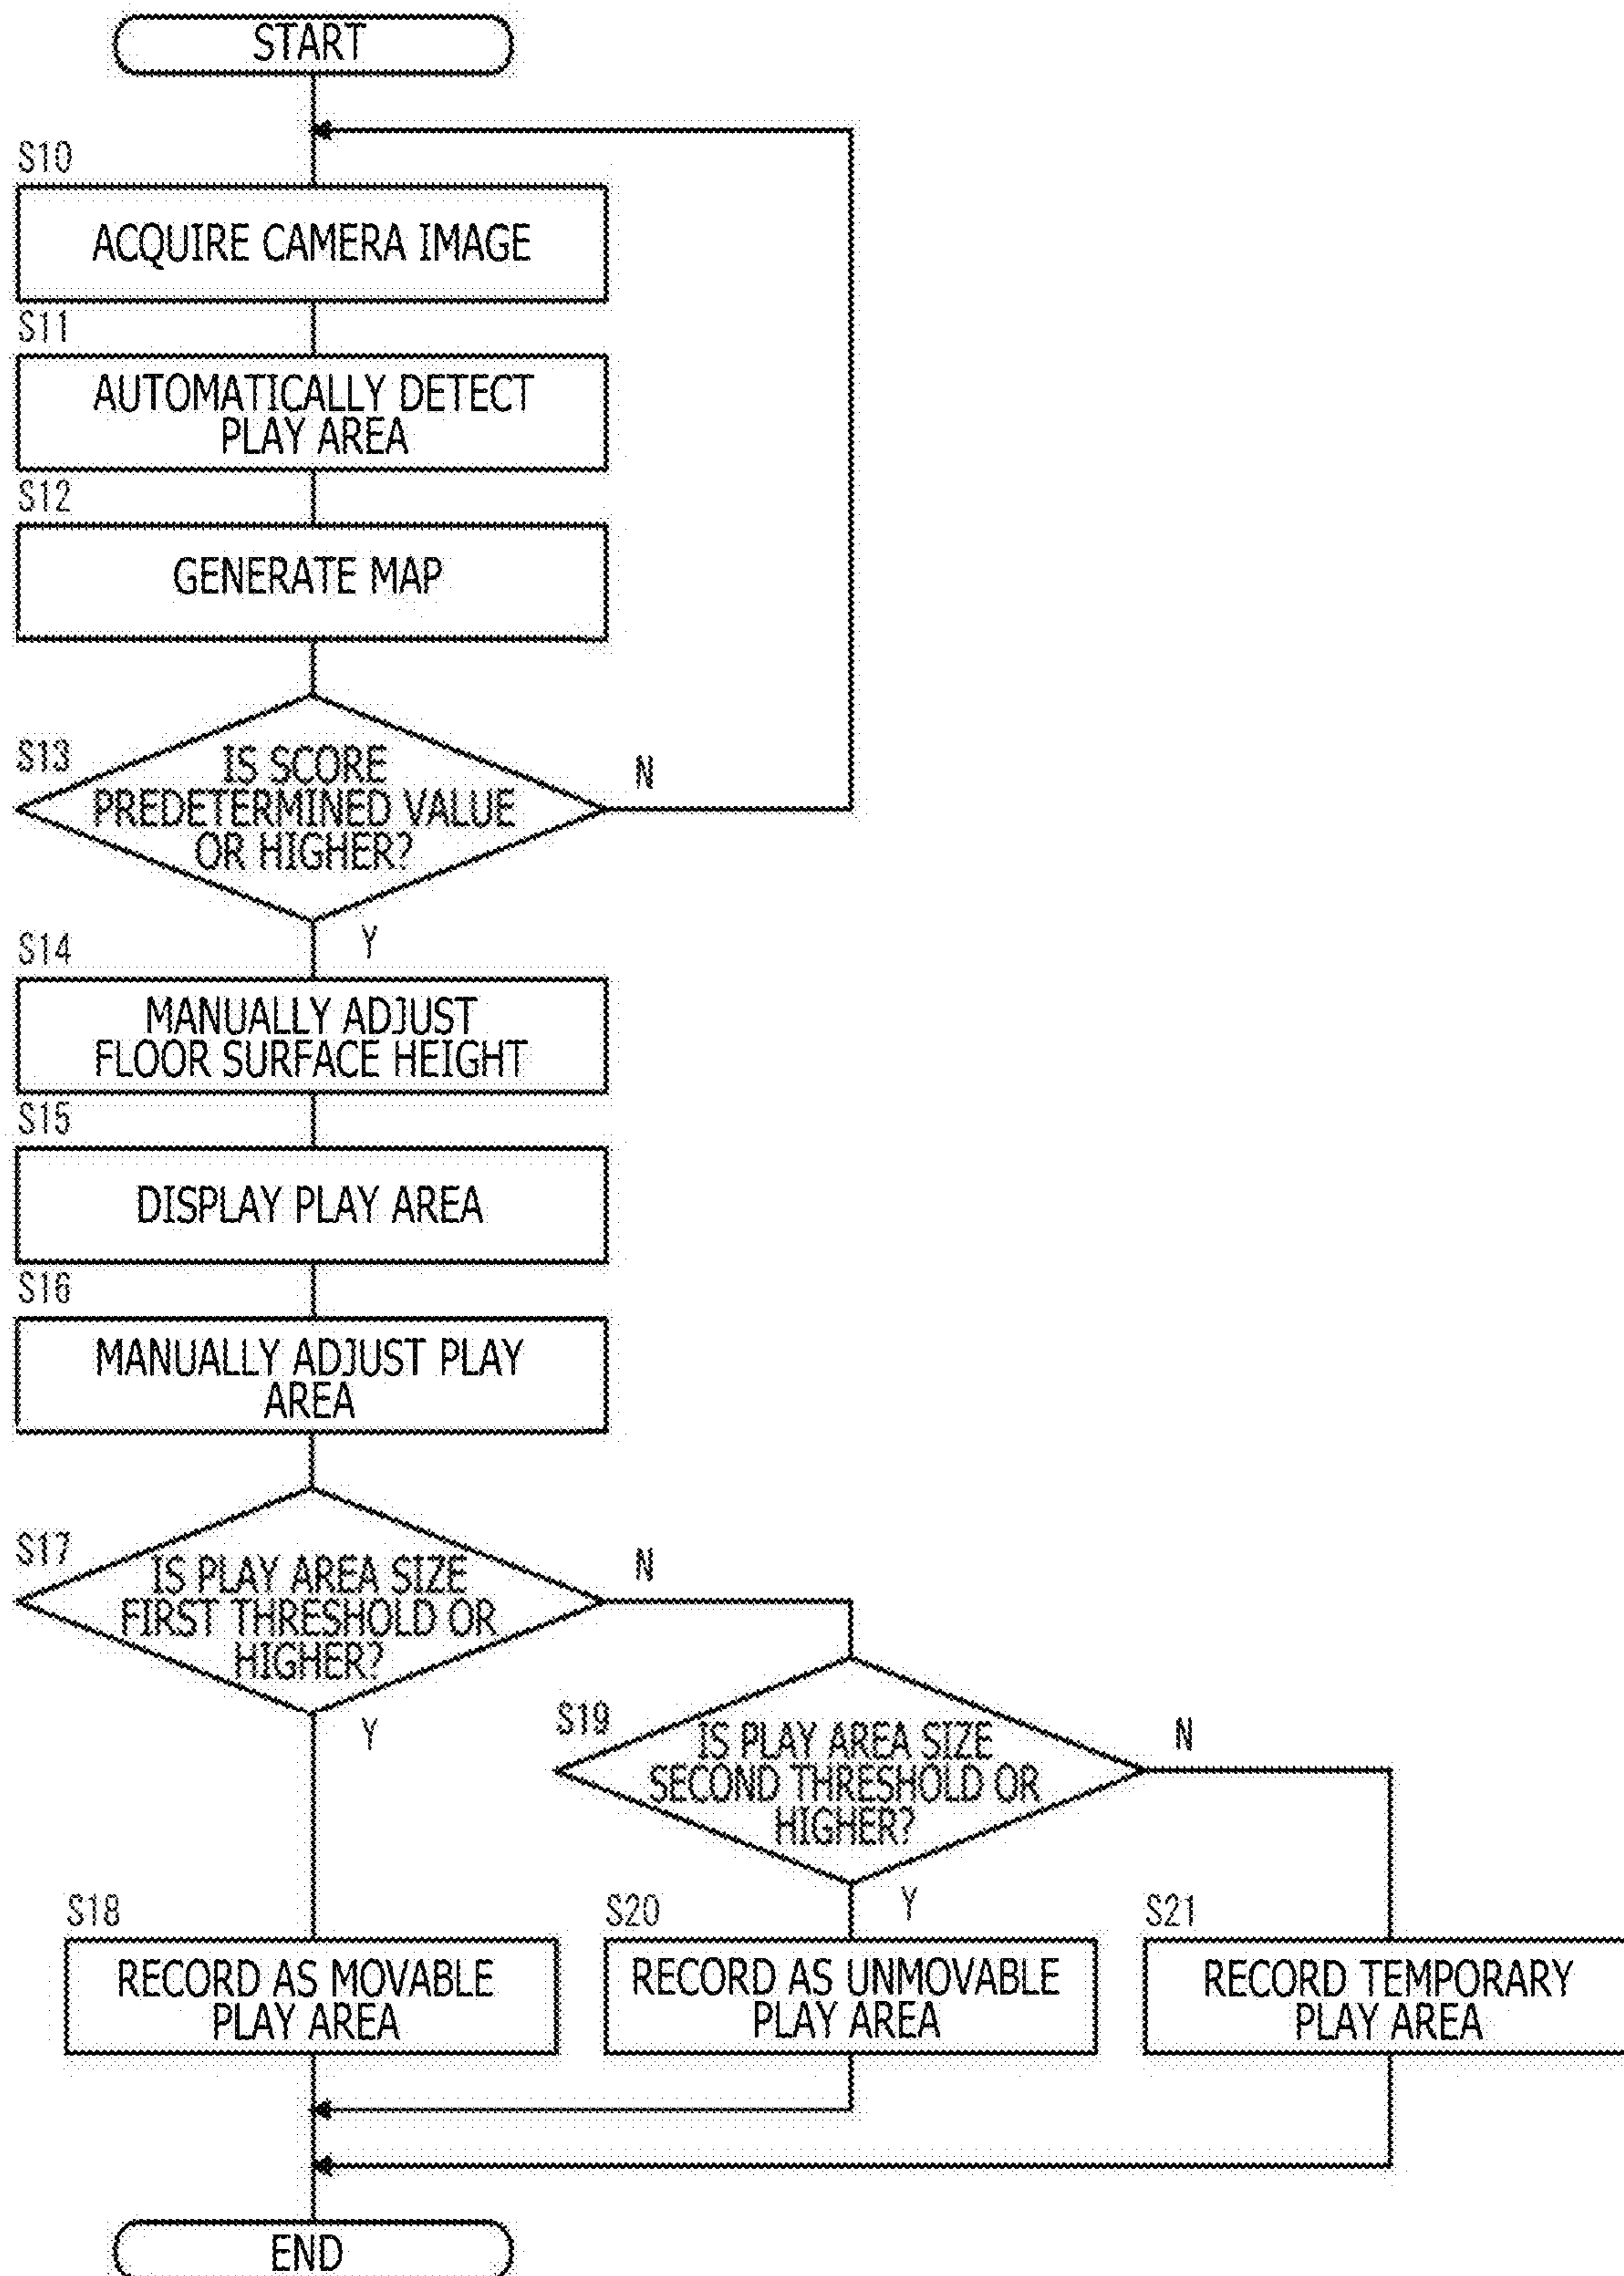 START
S10
ACQUIRE CAMERA IMAGE
S11
AUTOMATICALLY DETECT
PLAY AREA
S12
GENERATE MAP
S13
IS SCORE
PREDETERMINED VALUE
OR HIGHER?
N
Y
S14
MANUALLY ADJUST
FLOOR SURFACE HEIGHT
S15
DISPLAY PLAY AREA
S16
MANUALLY ADJUST PLAY
AREA
S17
IS PLAY AREA SIZE
FIRST THRESHOLD OR
HIGHER?
N
Y
S19
IS PLAY AREA SIZE
SECOND THRESHOLD OR
HIGHER?
N
Y
S18
RECORD AS MOVABLE
PLAY AREA
S20
RECORD AS UNMOVABLE
PLAY AREA
S21
RECORD TEMPORARY
PLAY AREA
END